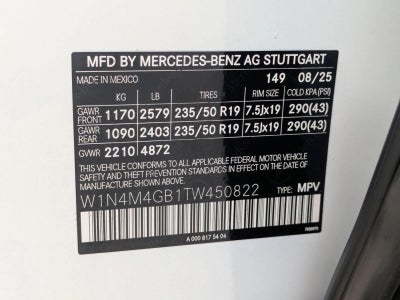 MFD BY MERCEDES-BENZ AG STUTTGART
MADE IN MEXICO 149 08/25
KG LB TIRES RIM SIZE COLD KPA (PSI)
GAWR FRONT 1170 2579 235/50 R19 7.5Jx19 290(43)
GAWR REAR 1090 2403 235/50 R19 7.5Jx19 290(43)
GVWR 2210 4872
THIS VEHICLE CONFORMS TO ALL APPLICABLE FEDERAL MOTOR VEHICLE
SAFETY, BUMPER, AND THEFT PREVENTION STANDARDS IN EFFECT ON THE DATE
OF MANUFACTURE SHOWN ABOVE.
W1N4M4GB1TW450822 TYPE: MPV
A 000 817 54 04